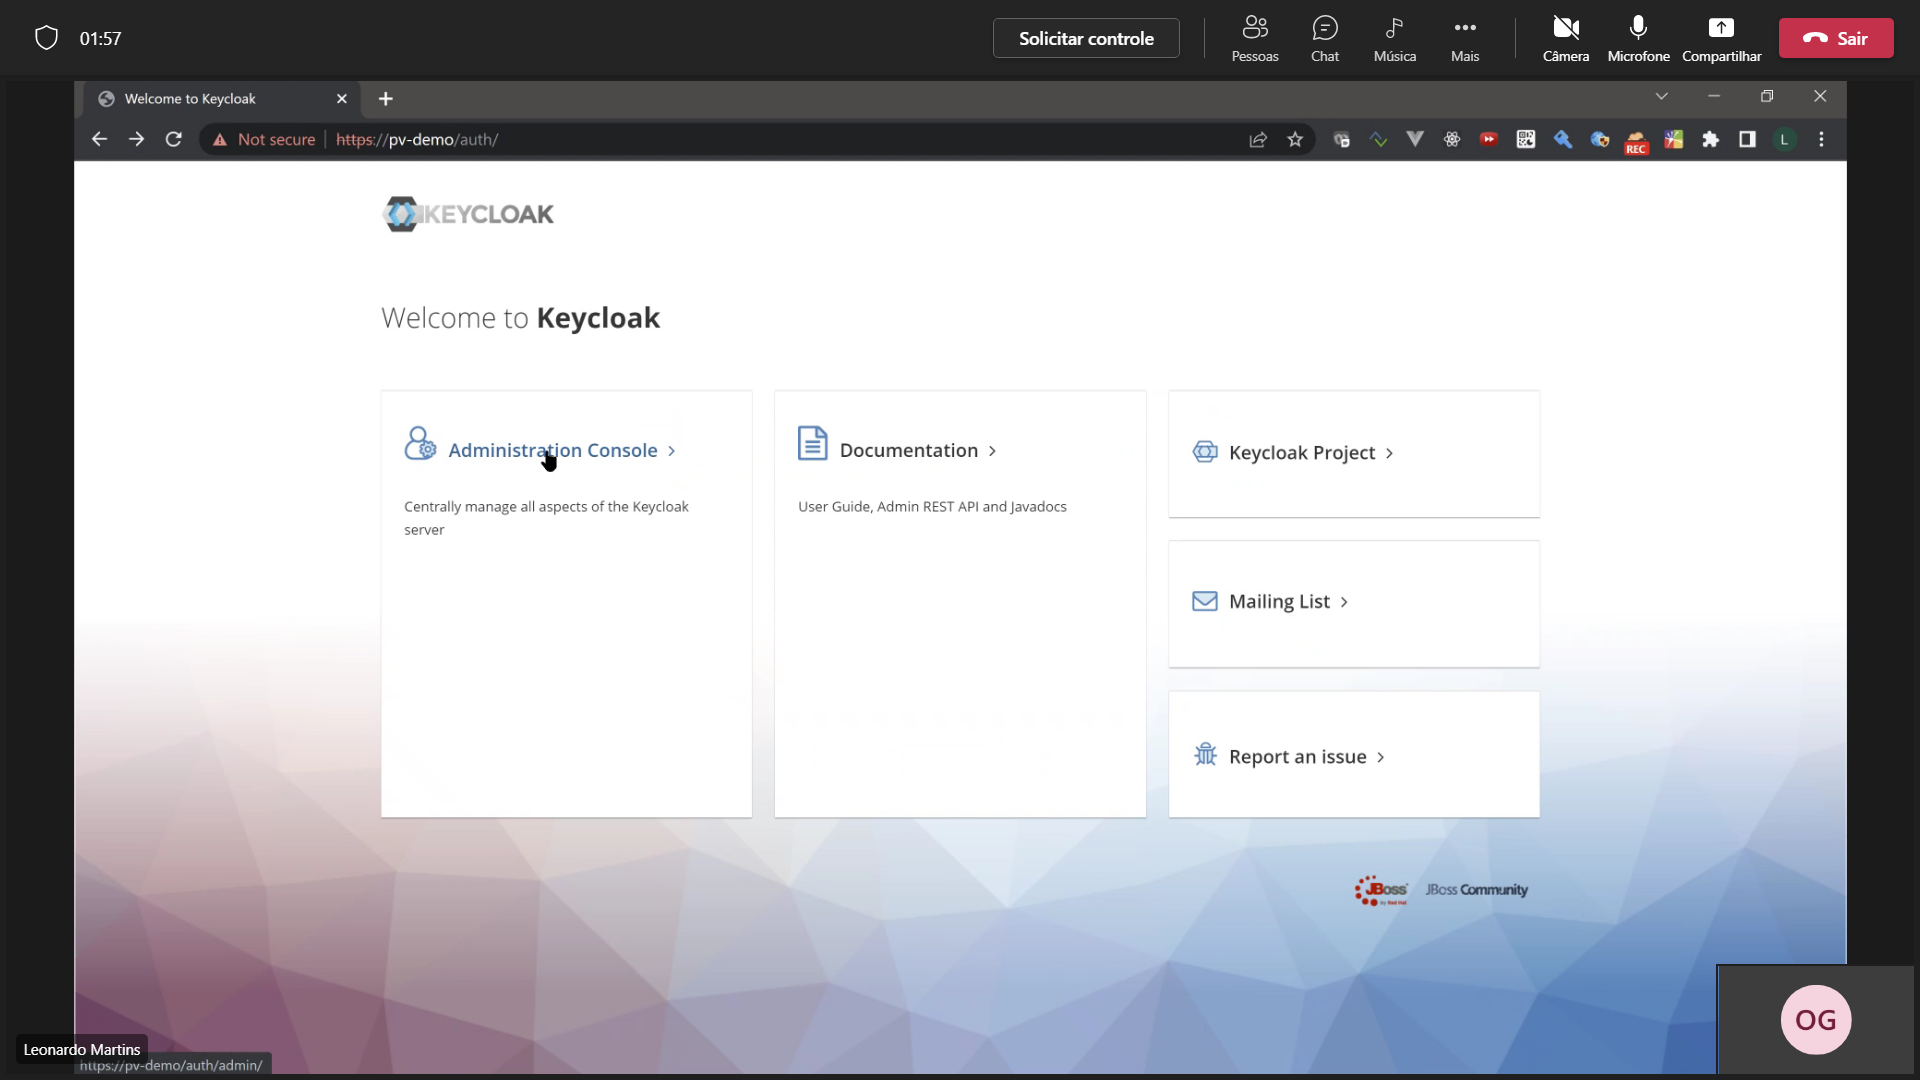 01:57
Solicitar controle
Pessoas
Chat
Música
Mais
Câmera
Microfone
Compartilhar
Sair
Welcome to Keycloak
Not secure
https://pv-demo/auth/
REC
L
KEYCLOAK
Welcome to Keycloak
Administration Console
Centrally manage all aspects of the Keycloak
server
Documentation
User Guide, Admin REST API and Javadocs
Keycloak Project
Mailing List
Report an issue
JBoss
by Red Hat
JBoss Community
OG
Leonardo Martins
https://pv-demo/auth/admin/